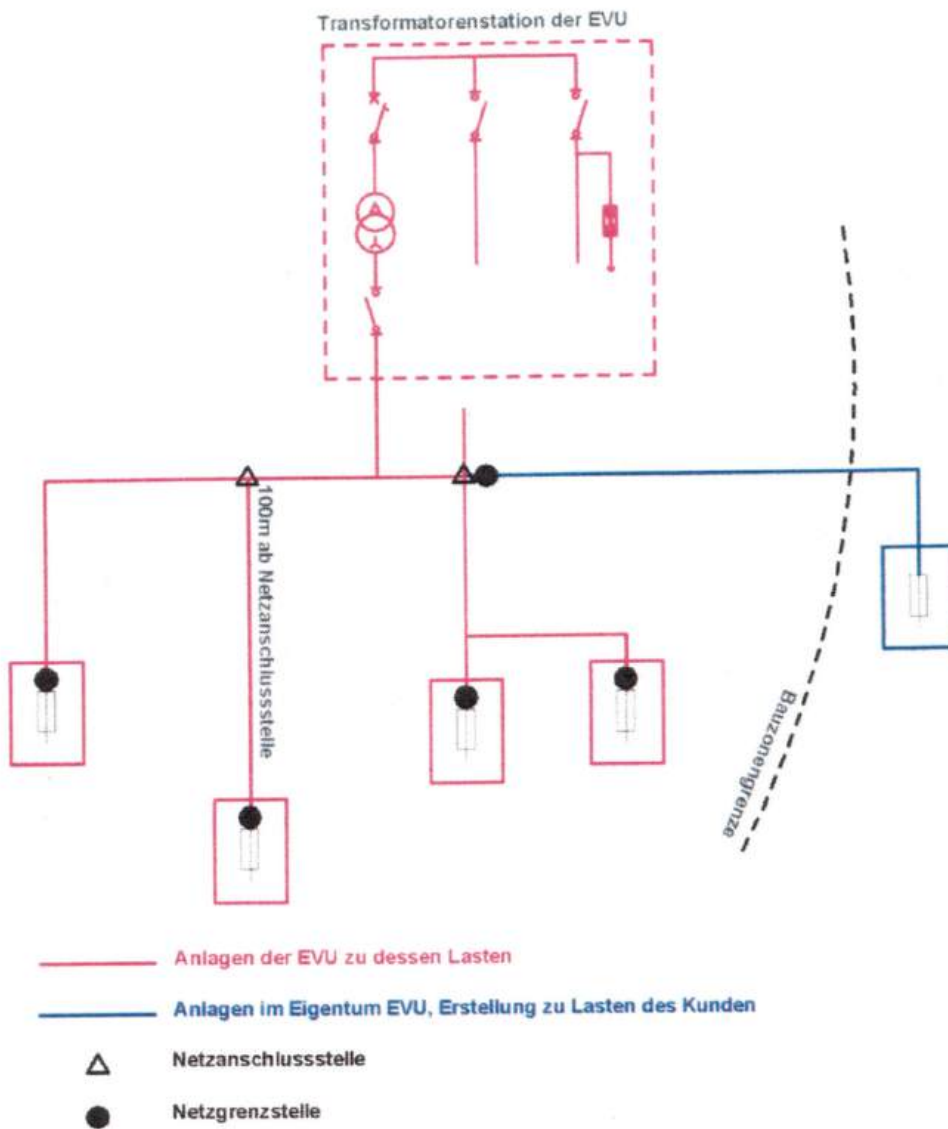 Transformatorenstation der EVU
100m ab Netzanschlussstelle
Bauzonengrenze
Anlagen der EVU zu dessen Lasten
Anlagen im Eigentum EVU, Erstellung zu Lasten des Kunden
Netzanschlussstelle
Netzgrenzstelle